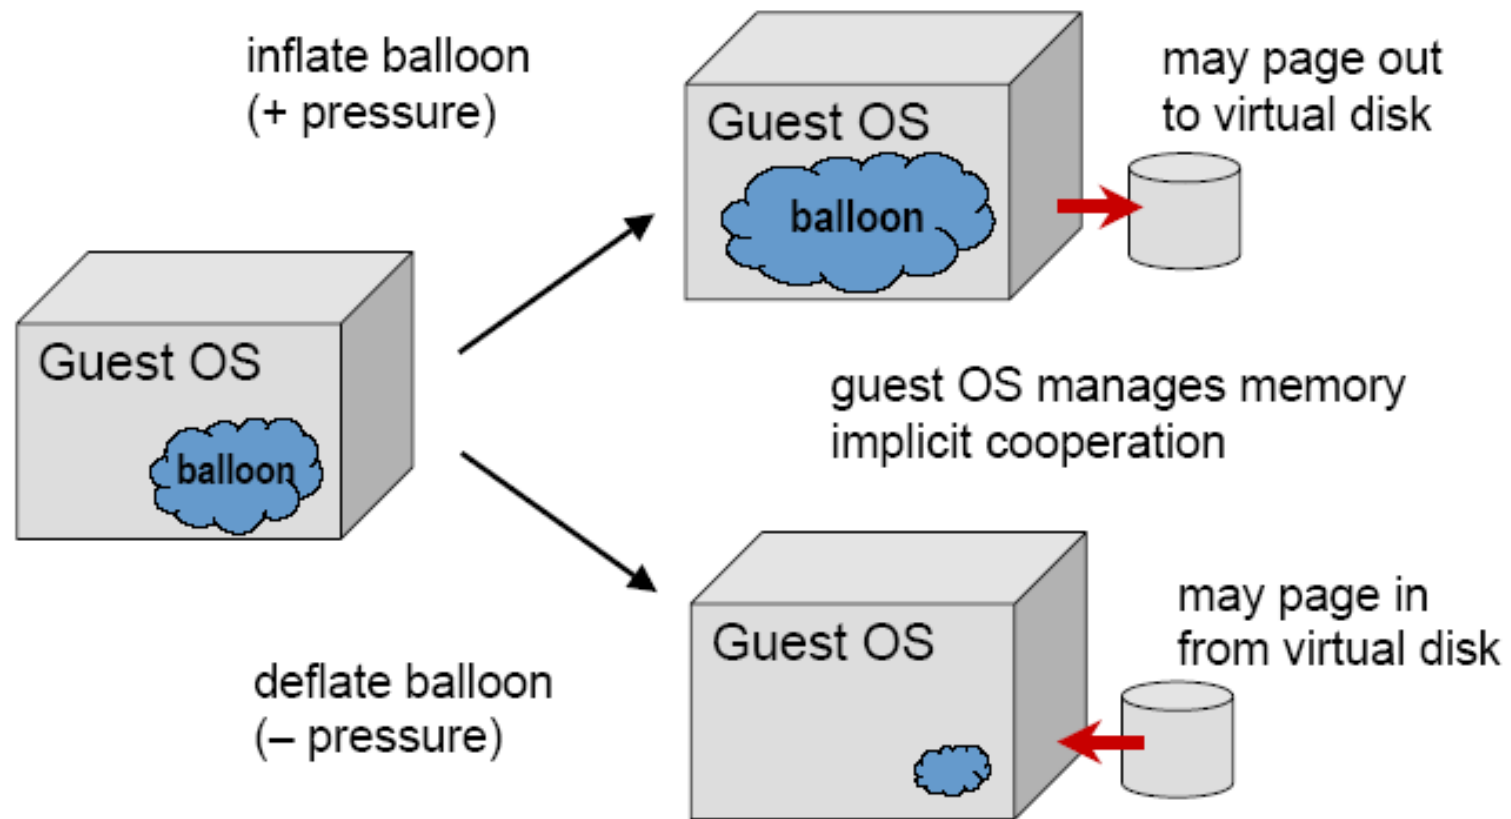 inflate balloon
(+ pressure)
Guest OS
balloon
may page out
to virtual disk
Guest OS
balloon
guest OS manages memory
implicit cooperation
deflate balloon
(– pressure)
Guest OS
may page in
from virtual disk